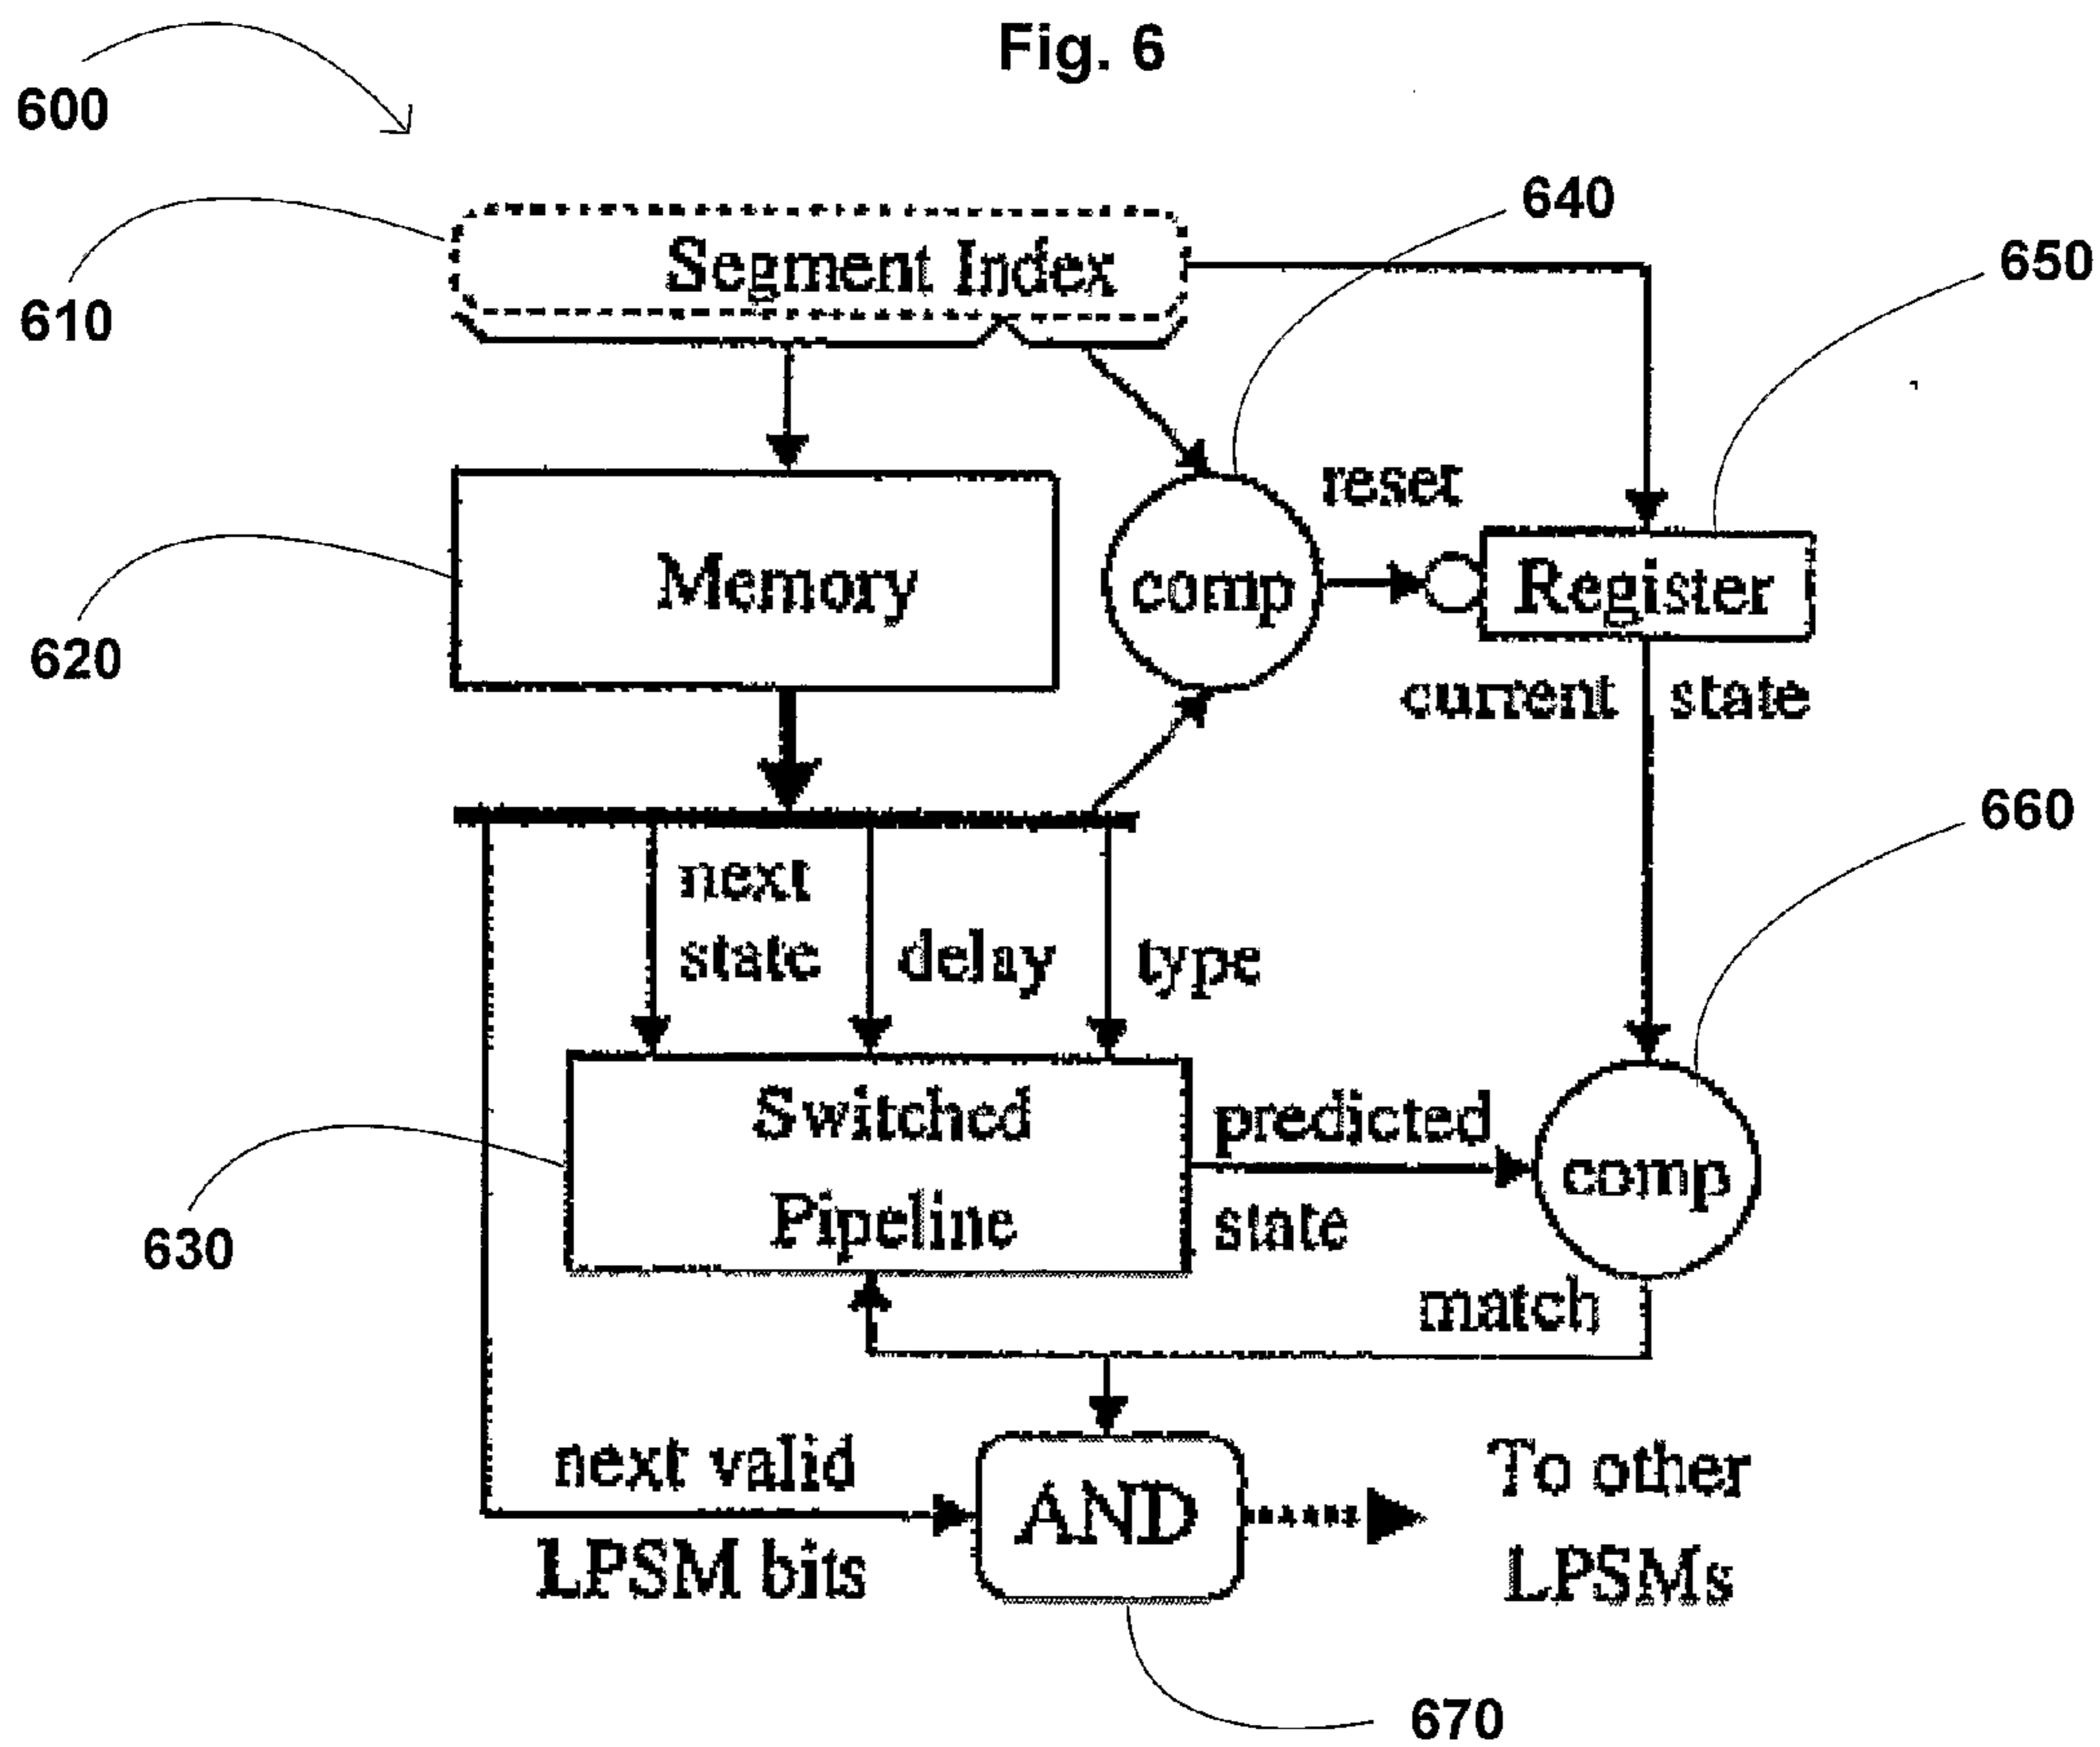 Fig. 6
600
610
Segment Index
640
650
620
Memory
comp
reset
Register
current state
660
next
state
delay
type
630
Switched
Pipeline
predicted
state
comp
match
next valid
LPSM bits
AND
To other
LPSMs
670